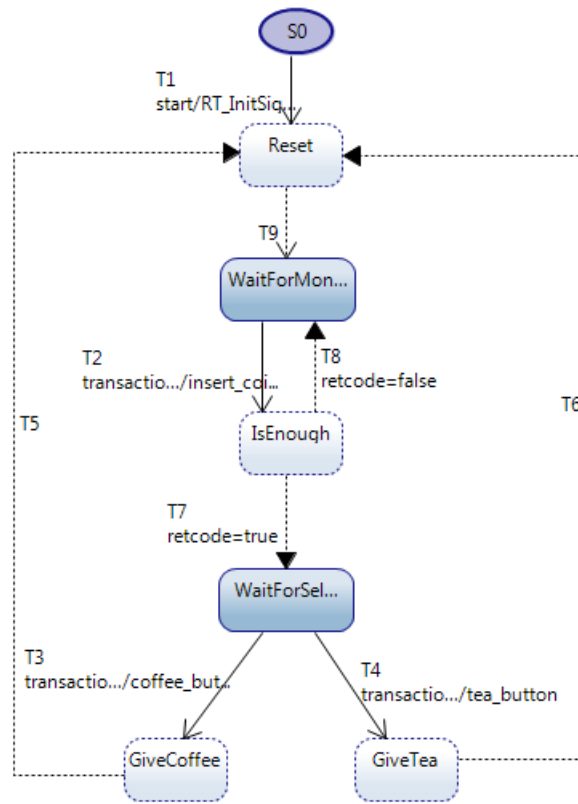 S0
T1
start/RT_InitSig...
Reset
T9
WaitForMon...
T2
transactio.../insert_coi...
T8
retcode=false
T5
T6
IsEnough
T7
retcode=true
WaitForSel...
T3
transactio.../coffee_but...
T4
transactio.../tea_button
GiveCoffee
GiveTea